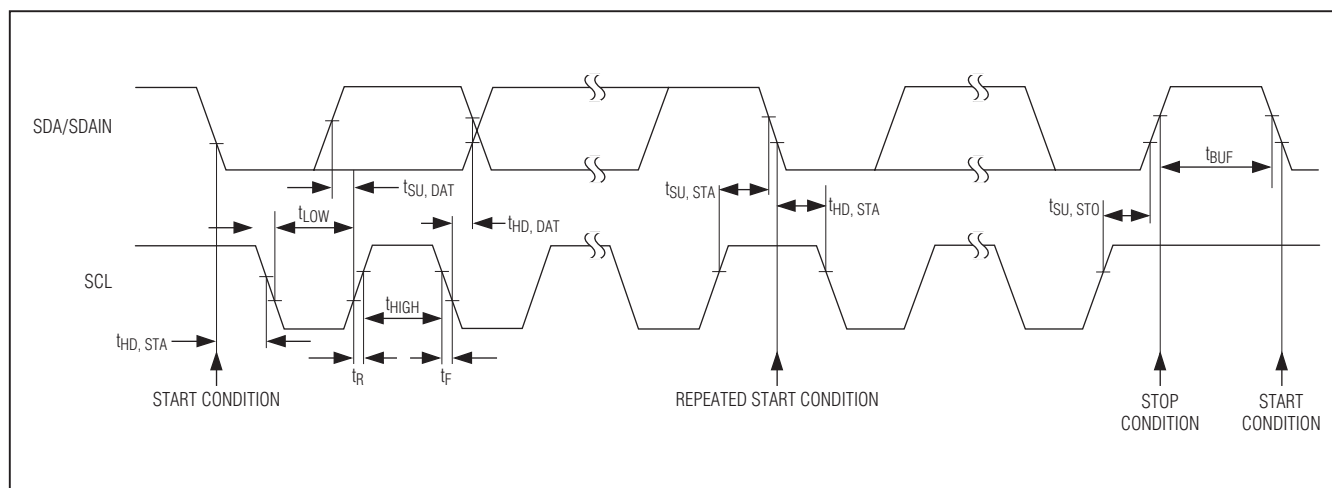 SDA/SDAIN
tBUF
tSU, DAT
tSU, STA
tLOW
tHD, DAT
tHD, STA
tSU, STO
SCL
tHIGH
tHD, STA
tR
tF
START CONDITION
REPEATED START CONDITION
STOP
CONDITION
START
CONDITION